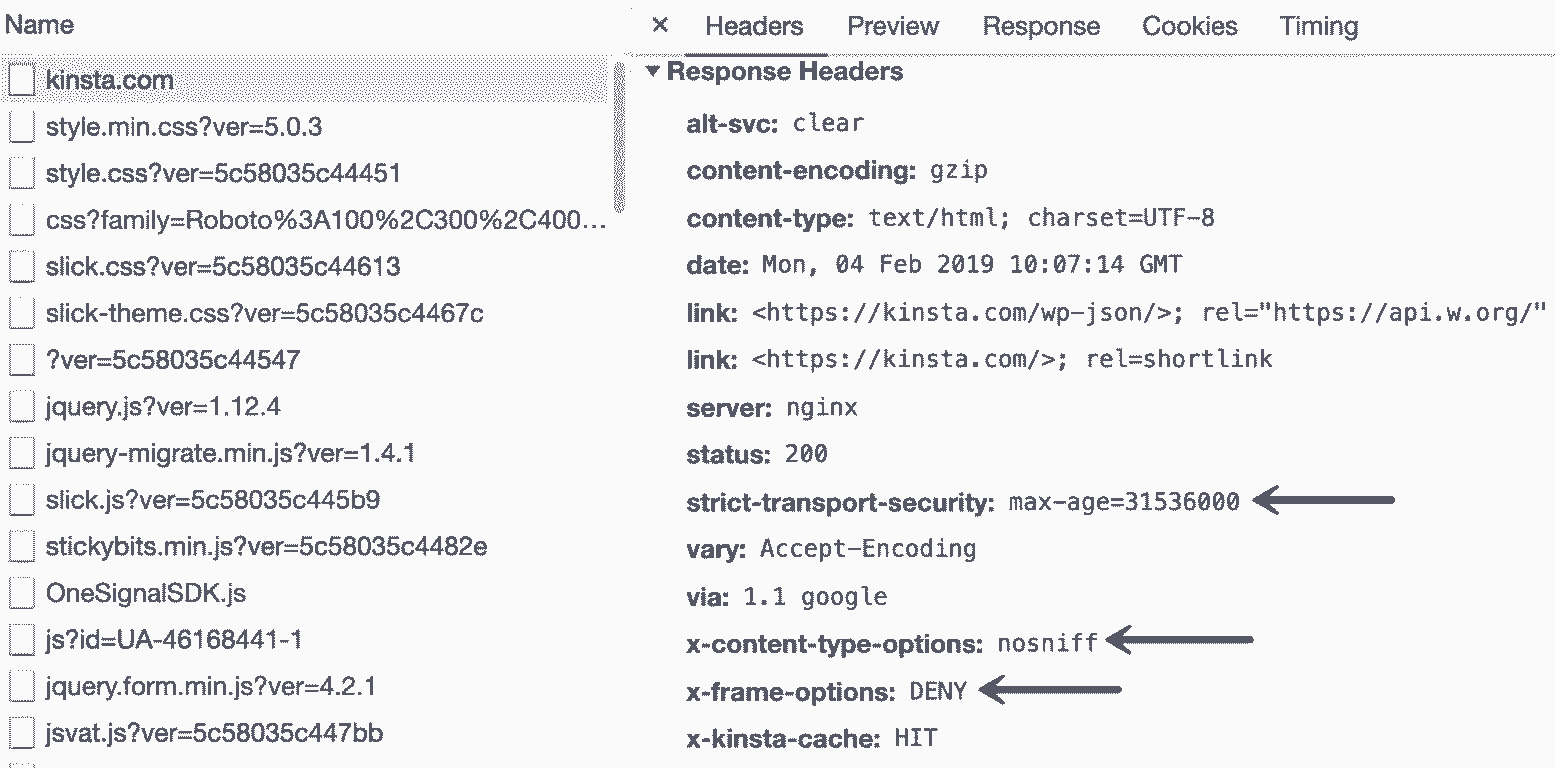 Name
kinsta.com
style.min.css?ver=5.0.3
style.css?ver=5c58035c44451
css?family=Roboto%3A100%2C300%2C400...
slick.css?ver=5c58035c44613
slick-theme.css?ver=5c58035c4467c
?ver=5c58035c44547
jquery.js?ver=1.12.4
jquery-migrate.min.js?ver=1.4.1
slick.js?ver=5c58035c445b9
stickybits.min.js?ver=5c58035c4482e
OneSignalSDK.js
js?id=UA-46168441-1
jquery.form.min.js?ver=4.2.1
jsvat.js?ver=5c58035c447bb
× Headers Preview Response Cookies Timing
Response Headers
alt-svc: clear
content-encoding: gzip
content-type: text/html; charset=UTF-8
date: Mon, 04 Feb 2019 10:07:14 GMT
link: <https://kinsta.com/wp-json/>; rel="https://api.w.org/"
link: <https://kinsta.com/>; rel=shortlink
server: nginx
status: 200
strict-transport-security: max-age=31536000
vary: Accept-Encoding
via: 1.1 google
x-content-type-options: nosniff
x-frame-options: DENY
x-kinsta-cache: HIT